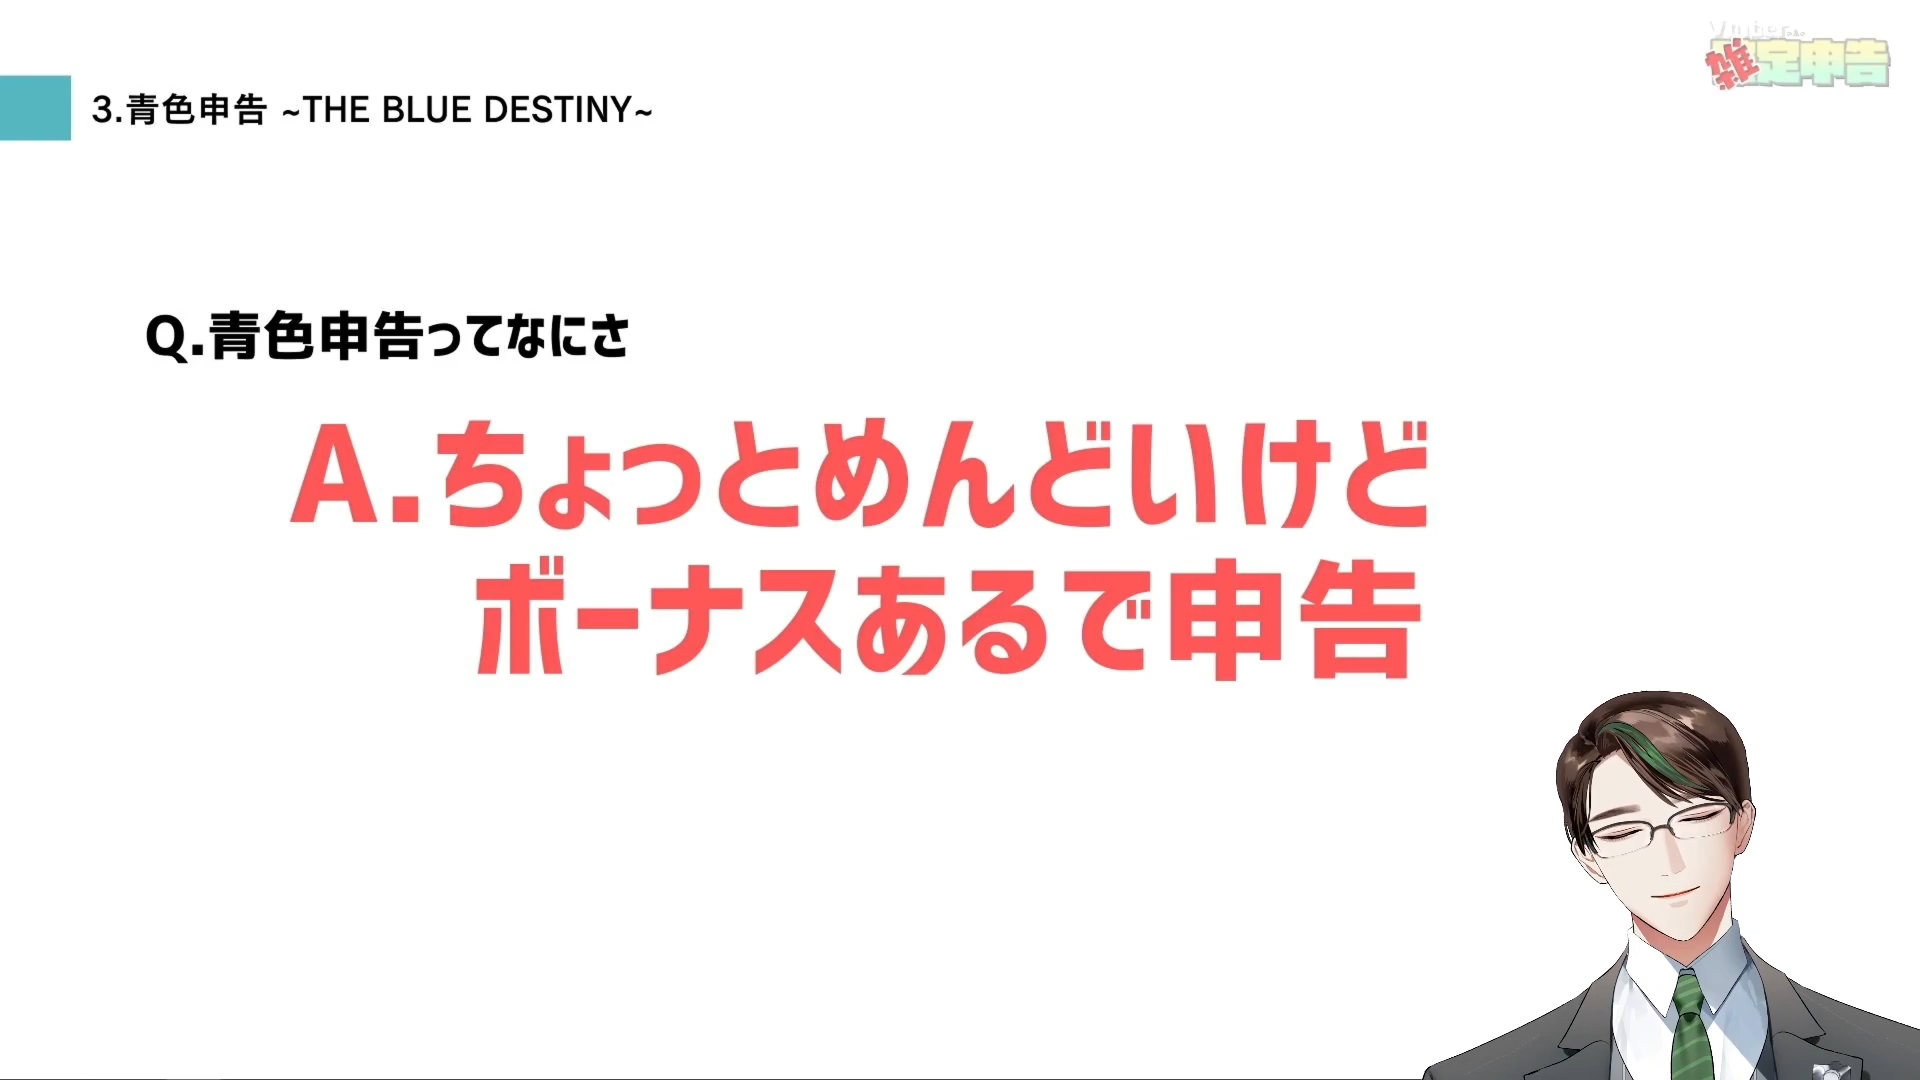 3.青色申告 ~THE BLUE DESTINY~
雑定申告
Q.青色申告ってなにさ
A.ちょっとめんどいけど
ボーナスあるで申告